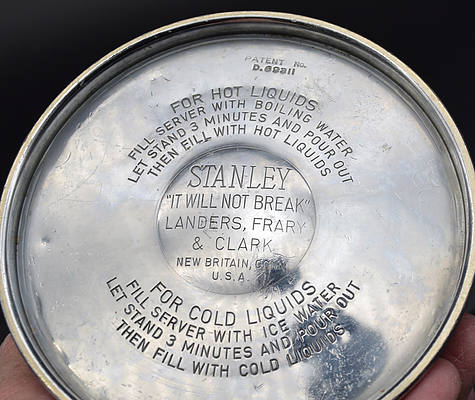 PATENT No.
D.69311
FOR HOT LIQUIDS
FILL SERVER WITH BOILING WATER
LET STAND 3 MINUTES AND POUR OUT
THEN FILL WITH HOT LIQUIDS
STANLEY
"IT WILL NOT BREAK"
LANDERS, FRARY
& CLARK
NEW BRITAIN, CONN.
U.S.A.
FOR COLD LIQUIDS
FILL SERVER WITH ICE WATER
LET STAND 3 MINUTES AND POUR OUT
THEN FILL WITH COLD LIQUIDS